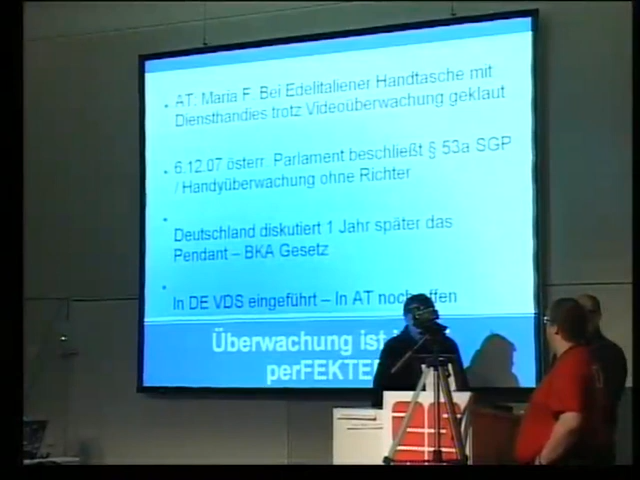 AT. Maria F. Bei Edelitaliener Handtasche mit
Diensthandies trotz Videoüberwachung geklaut
6.12.07 österr. Parlament beschließt § 53a SGP
/ Handyüberwachung ohne Richter
Deutschland diskutiert 1 Jahr später das
Pendant – BKA Gesetz
In DE VDS eingeführt – In AT noch offen
Überwachung ist
perFEKTE